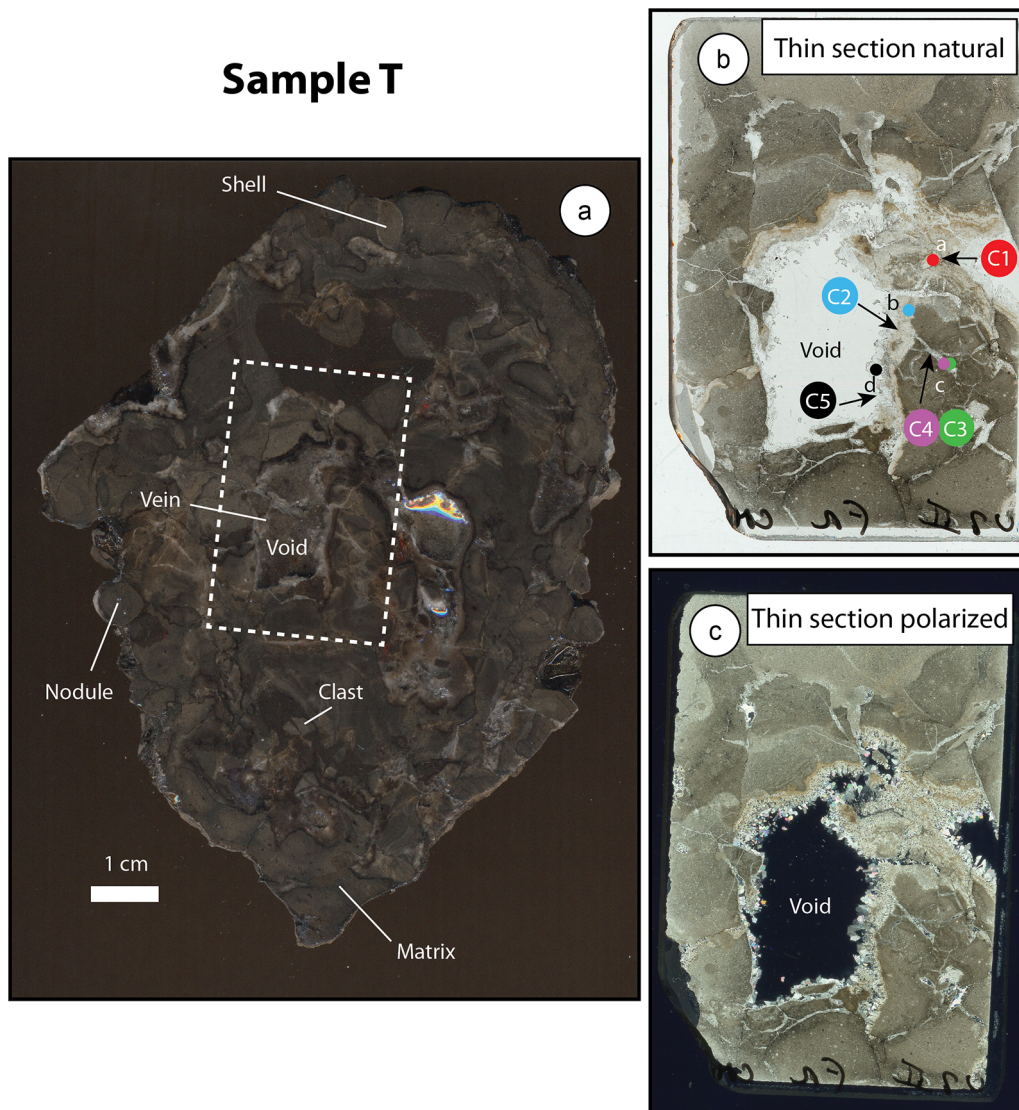 Sample T
a
Shell
Vein
Void
Nodule
Clast
1 cm
Matrix
b
Thin section natural
a
C1
C2
b
Void
c
d
C5
C4
C3
c
Thin section polarized
Void